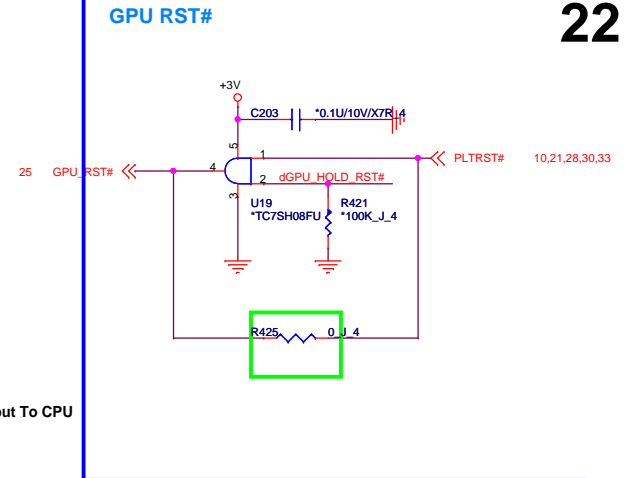 GPU RST#
22
+3V
C203 *0.1U/10V/X7R_4
5
1
4
2
3
25 GPU_RST#
PLTRST# 10,21,28,30,33
dGPU_HOLD_RST#
U19
*TC7SH08FU
R421
*100K_J_4
R425 0_J_4
out To CPU